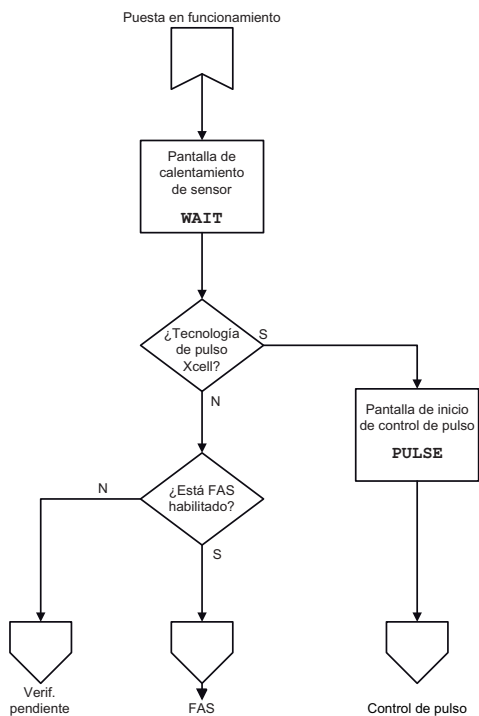 Puesta en funcionamiento
Pantalla de
calentamiento
de sensor
WAIT
¿Tecnología
de pulso
Xcell?
S
N
Pantalla de inicio
de control de pulso
PULSE
¿Está FAS
habilitado?
N
S
Verif.
pendiente
FAS
Control de pulso